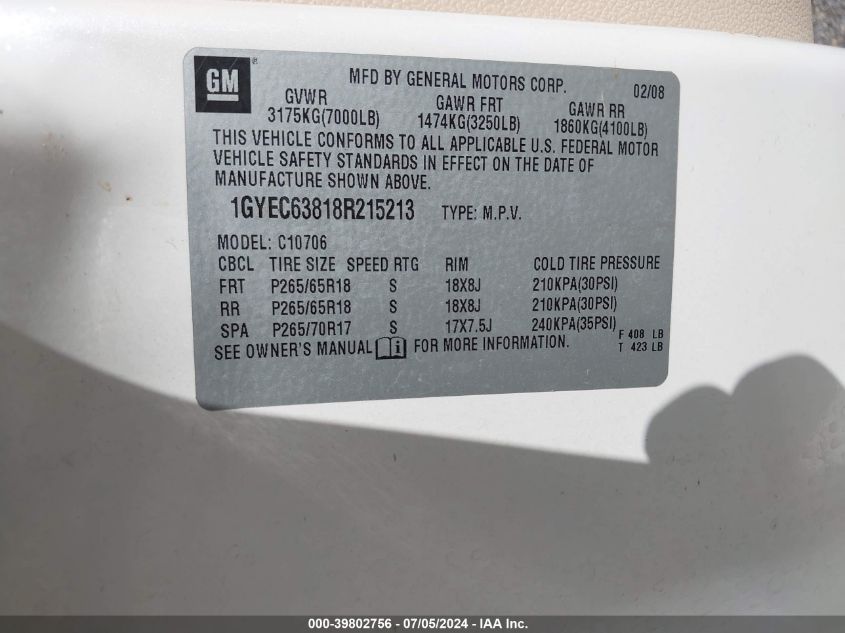 GM
MFD BY GENERAL MOTORS CORP. 02/08
GVWR GAWR FRT GAWR RR
3175KG(7000LB) 1474KG(3250LB) 1860KG(4100LB)
THIS VEHICLE CONFORMS TO ALL APPLICABLE U.S. FEDERAL MOTOR
VEHICLE SAFETY STANDARDS IN EFFECT ON THE DATE OF
MANUFACTURE SHOWN ABOVE.
1GYEC63818R215213 TYPE: M.P.V.
MODEL: C10706
CBCL TIRE SIZE SPEED RTG RIM COLD TIRE PRESSURE
FRT P265/65R18 S 18X8J 210KPA(30PSI)
RR P265/65R18 S 18X8J 210KPA(30PSI)
SPA P265/70R17 S 17X7.5J 240KPA(35PSI)
F 408 LB
SEE OWNER'S MANUAL i FOR MORE INFORMATION. T 423 LB
000-39802756 - 07/05/2024 - IAA Inc.